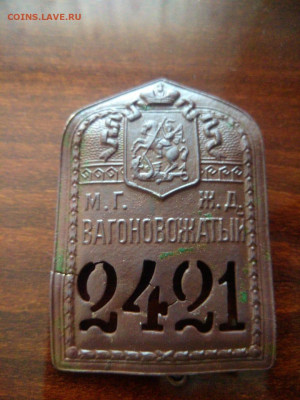 COINS.LAVE.RU
М. Г. Ж. Д.
ВАГОНОВОЖАТЫЙ
2421